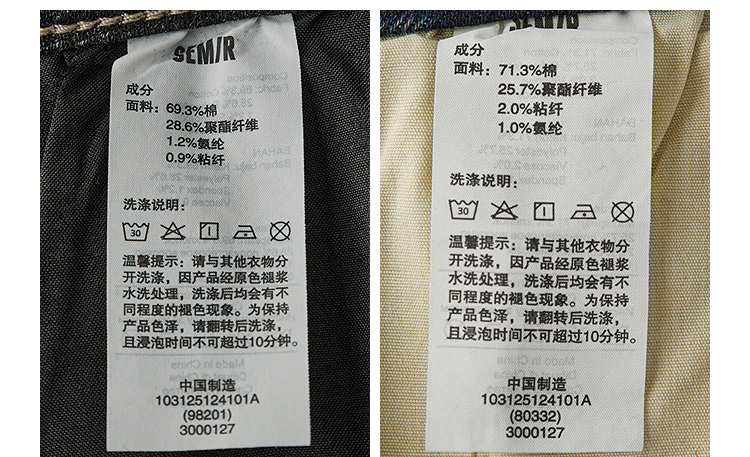 SEMIR
成分
面料：69.3%棉
28.6%聚酯纤维
1.2%氨纶
0.9%粘纤
洗涤说明：
30
温馨提示：请与其他衣物分
开洗涤，因产品经原色褪浆
水洗处理，洗涤后均会有不
同程度的褪色现象。为保持
产品色泽，请翻转后洗涤，
且浸泡时间不可超过10分钟。
中国制造
103125124101A
(98201)
3000127
SEMIR
成分
面料：71.3%棉
25.7%聚酯纤维
2.0%粘纤
1.0%氨纶
洗涤说明：
30
温馨提示：请与其他衣物分
开洗涤，因产品经原色褪浆
水洗处理，洗涤后均会有不
同程度的褪色现象。为保持
产品色泽，请翻转后洗涤，
且浸泡时间不可超过10分钟。
中国制造
103125124101A
(80332)
3000127